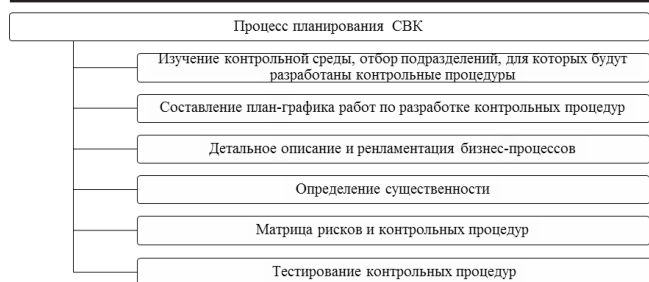 Процесс планирования СВК
Изучение контрольной среды, отбор подразделений, для которых будут
разработаны контрольные процедуры
Составление план-графика работ по разработке контрольных процедур
Детальное описание и ренламентация бизнес-процессов
Определение существенности
Матрица рисков и контрольных процедур
Тестирование контрольных процедур